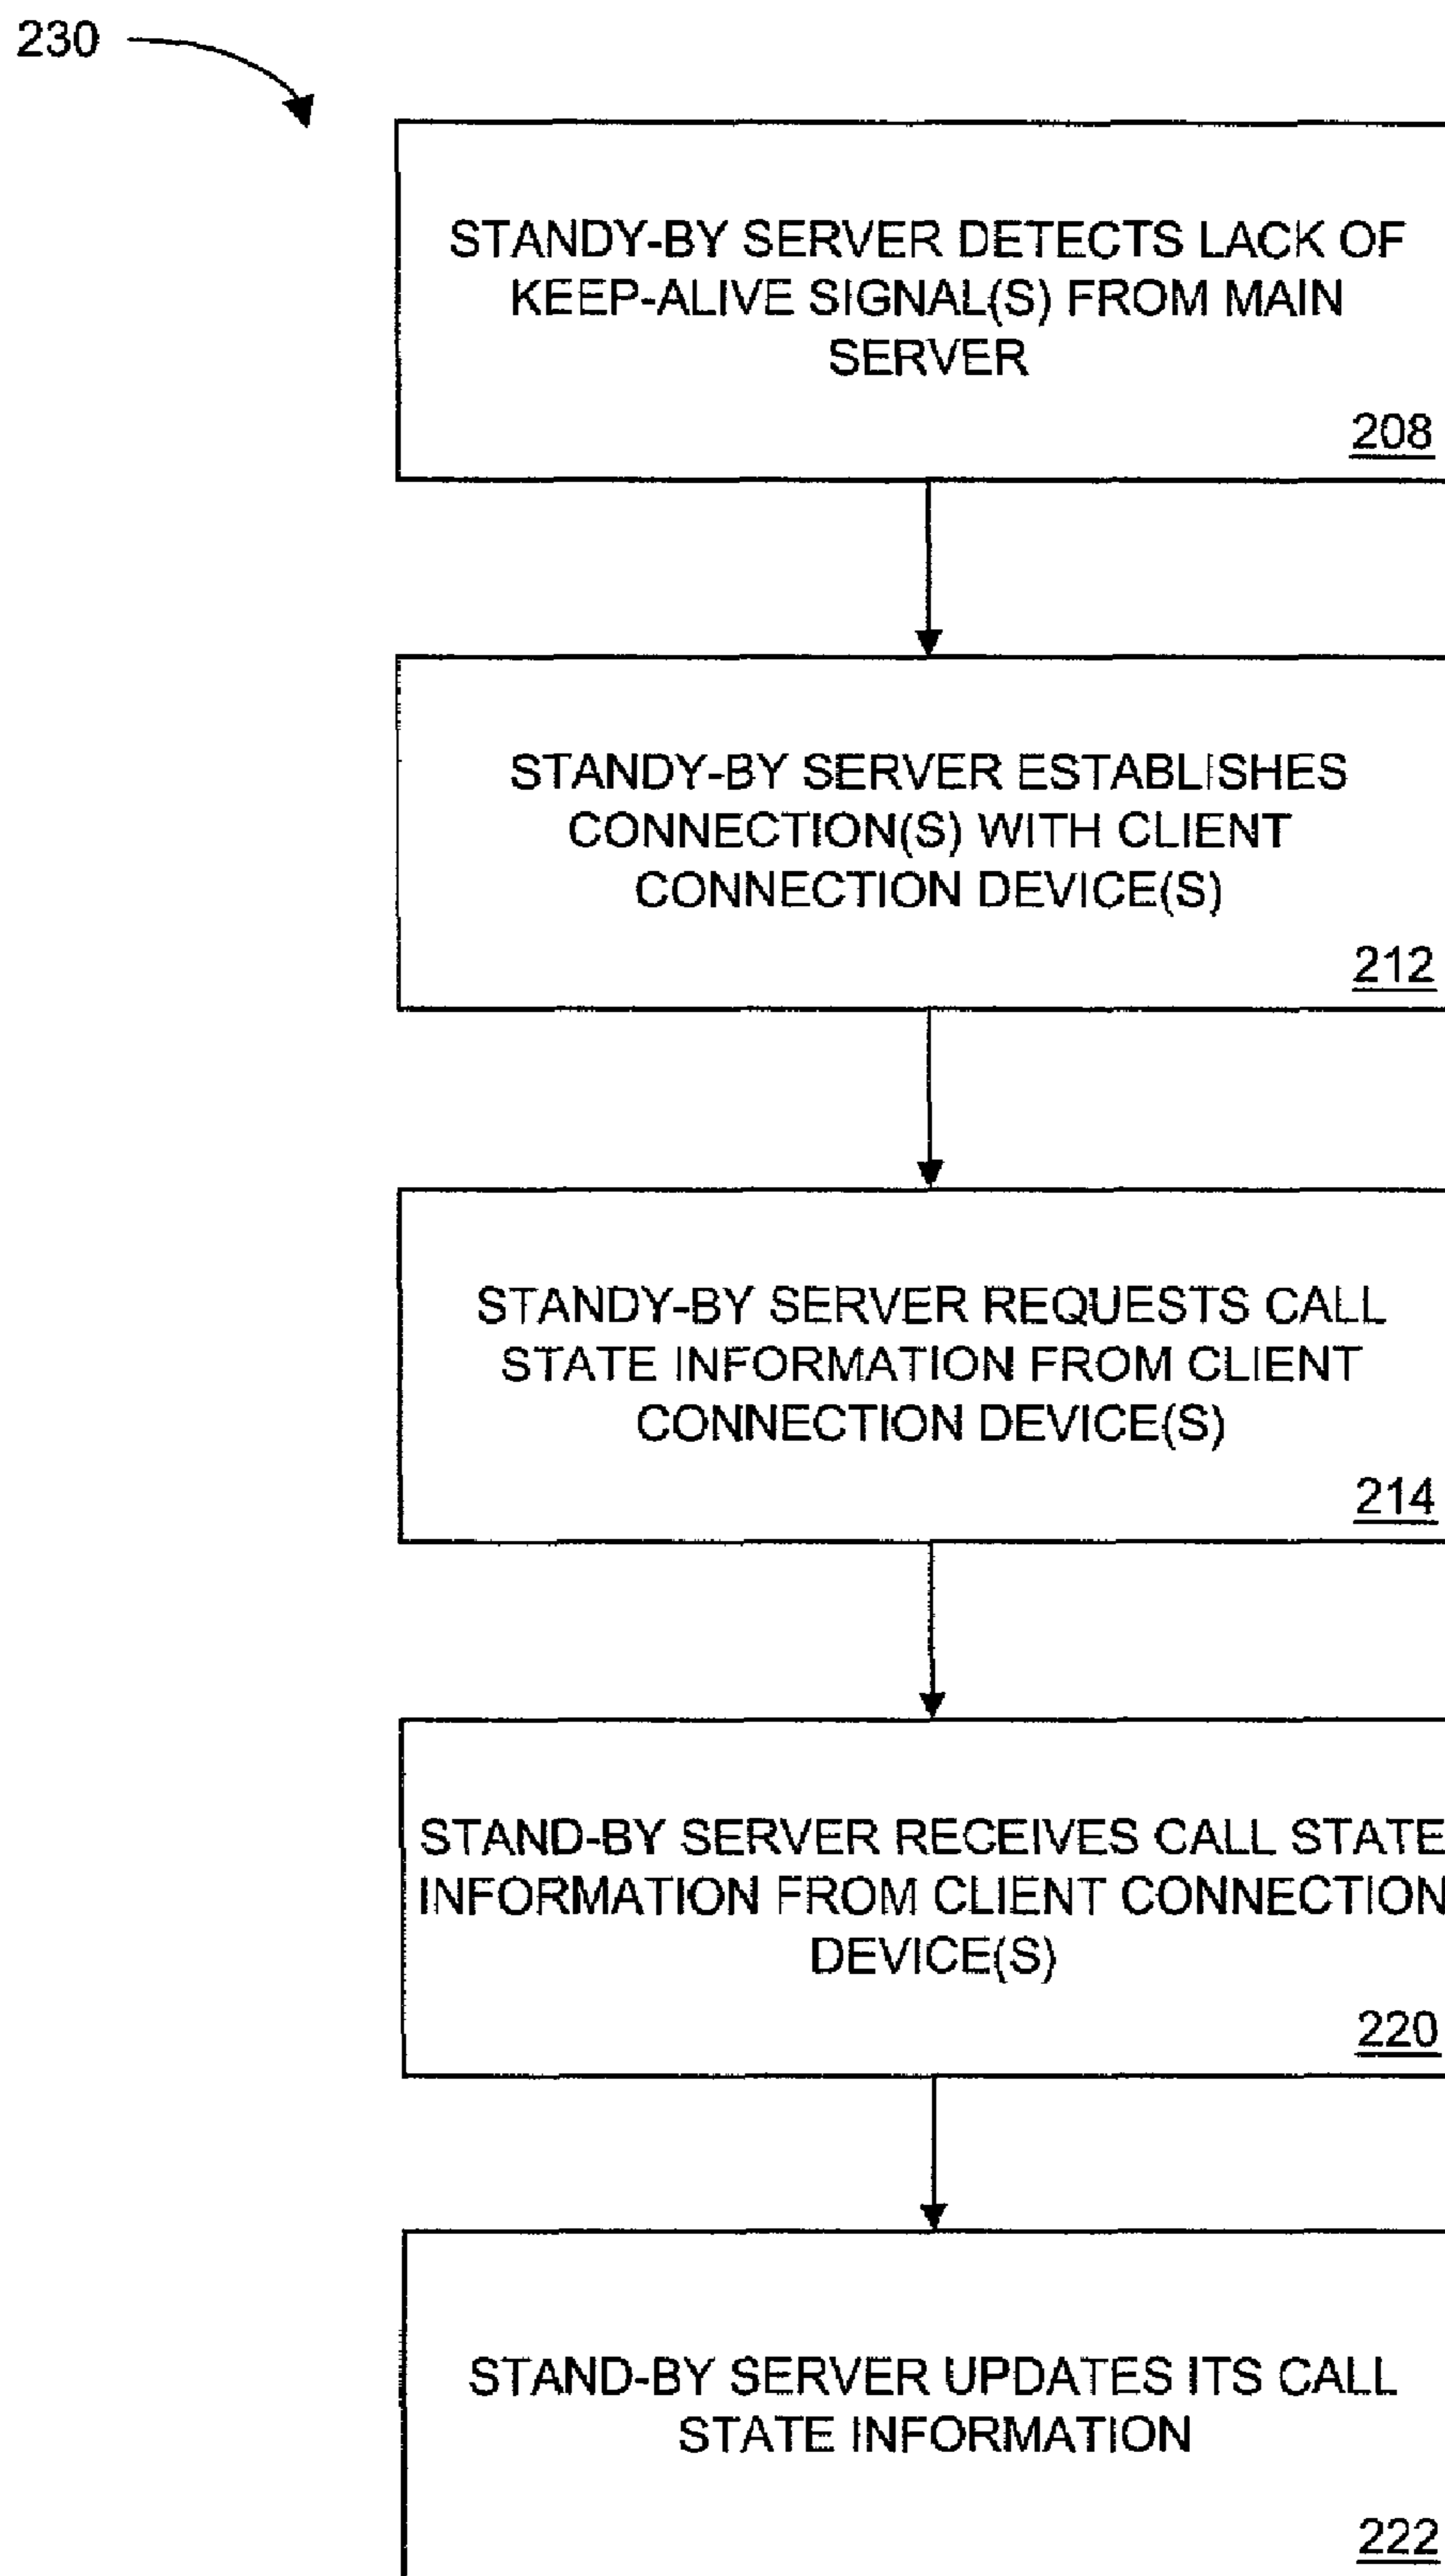 230
STANDY-BY SERVER DETECTS LACK OF
KEEP-ALIVE SIGNAL(S) FROM MAIN
SERVER
208
STANDY-BY SERVER ESTABLISHES
CONNECTION(S) WITH CLIENT
CONNECTION DEVICE(S)
212
STANDY-BY SERVER REQUESTS CALL
STATE INFORMATION FROM CLIENT
CONNECTION DEVICE(S)
214
STAND-BY SERVER RECEIVES CALL STATE
INFORMATION FROM CLIENT CONNECTION
DEVICE(S)
220
STAND-BY SERVER UPDATES ITS CALL
STATE INFORMATION
222